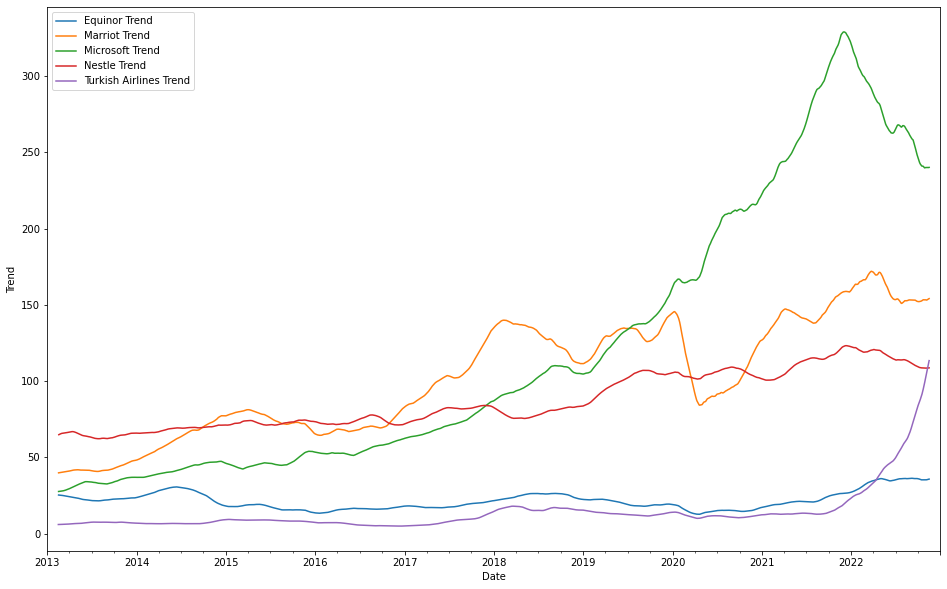 Equinor Trend
Marriot Trend
Microsoft Trend
Nestle Trend
Turkish Airlines Trend
300
250
200
150
100
50
0
Trend
2013 2014 2015 2016 2017 2018 2019 2020 2021 2022
Date